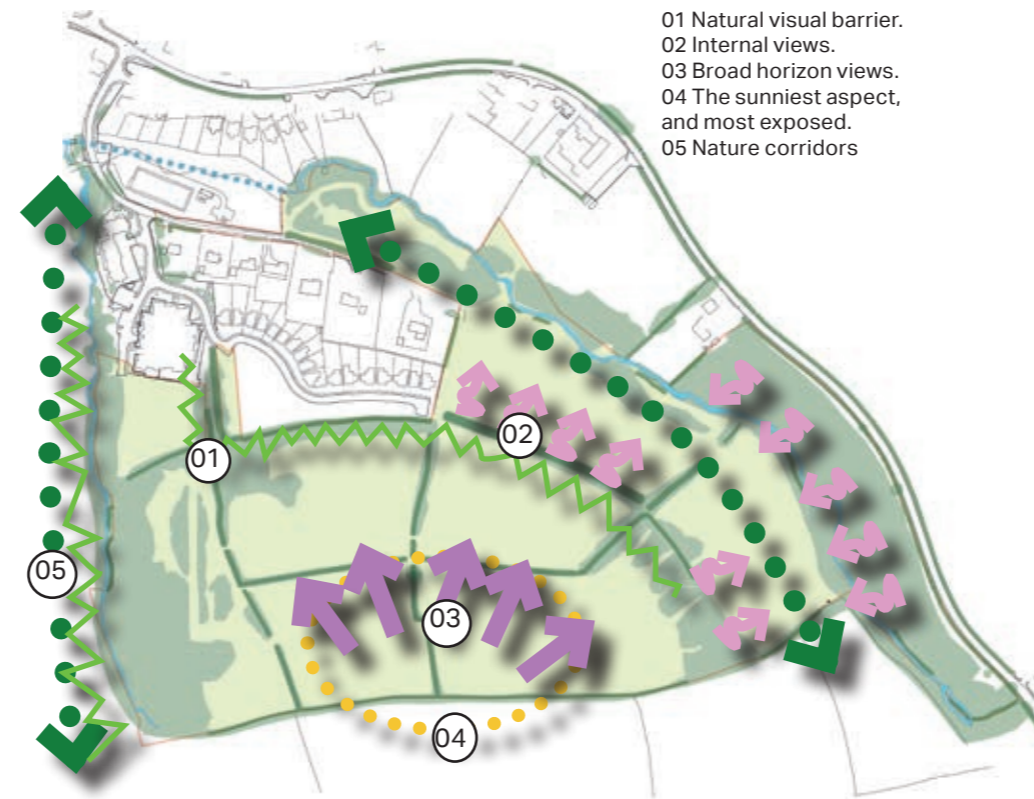 01 Natural visual barrier.
02 Internal views.
03 Broad horizon views.
04 The sunniest aspect,
and most exposed.
05 Nature corridors
02
01
05
03
04